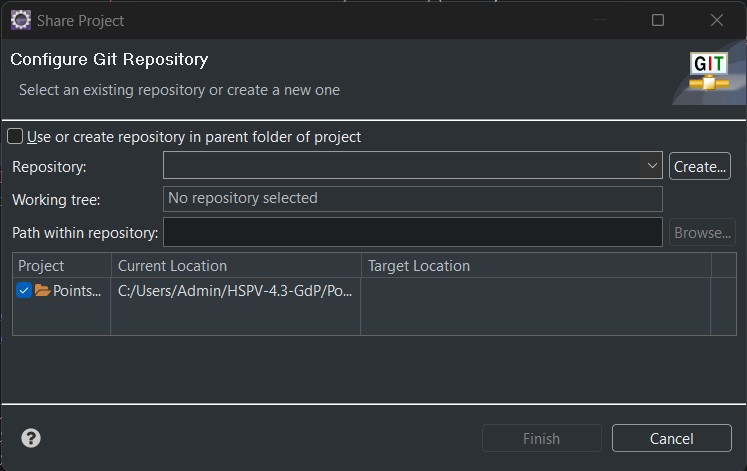 Share Project
Configure Git Repository
GIT
Select an existing repository or create a new one
Use or create repository in parent folder of project
Repository: Create...
Working tree: No repository selected
Path within repository: Browse...
Project Current Location Target Location
Points... C:/Users/Admin/HSPV-4.3-GdP/Po...
? Finish Cancel